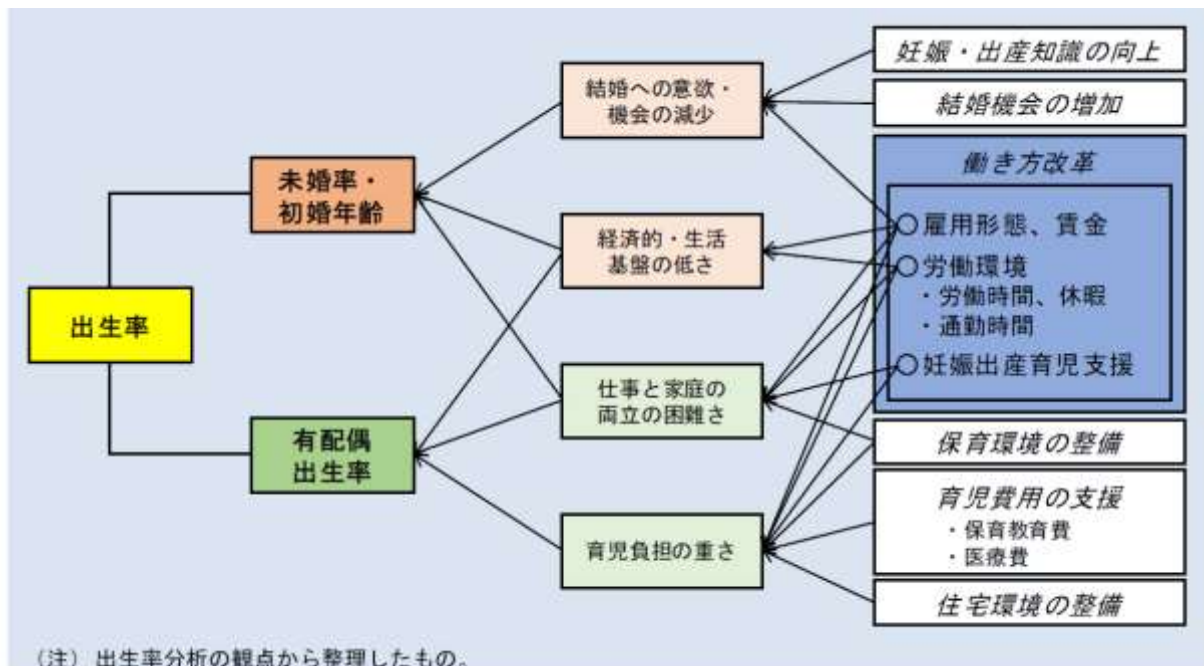 出生率
未婚率・
初婚年齢
有配偶
出生率
結婚への意欲・
機会の減少
経済的・生活
基盤の低さ
仕事と家庭の
両立の困難さ
育児負担の重さ
妊娠・出産知識の向上
結婚機会の増加
働き方改革
○雇用形態、賃金
○労働環境
・労働時間、休暇
・通勤時間
○妊娠出産育児支援
保育環境の整備
育児費用の支援
・保育教育費
・医療費
住宅環境の整備
(注) 出生率分析の観点から整理したもの。